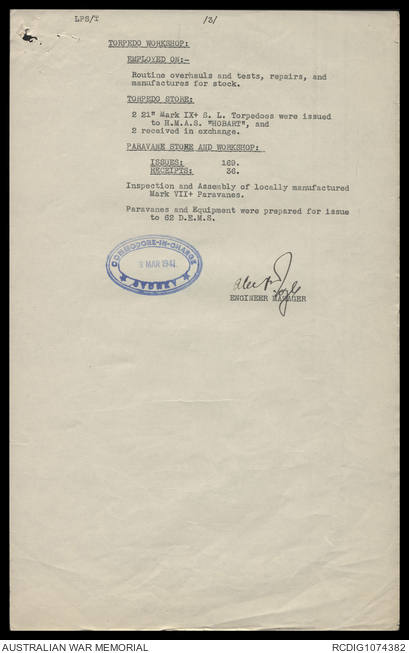 LPS/T /3/
TORPEDO WORKSHOP:
EMPLOYED ON:-
Routine overhauls and tests, repairs, and
manufactures for stock.
TORPEDO STORE:
2 21" Mark IX+ S. L. Torpedoes were issued
to H.M.A.S. "HOBART", and
2 received in exchange.
PARAVANE STORE AND WORKSHOP:
ISSUES: 169.
RECEIPTS: 36.
Inspection and Assembly of locally manufactured
Mark VII+ Paravanes.
Paravanes and Equipment were prepared for issue
to 62 D.E.M.S.
COMMODORE-IN-CHARGE
MAR 1941
SYDNEY
ENGINEER MANAGER
AUSTRALIAN WAR MEMORIAL
RCDIG1074382